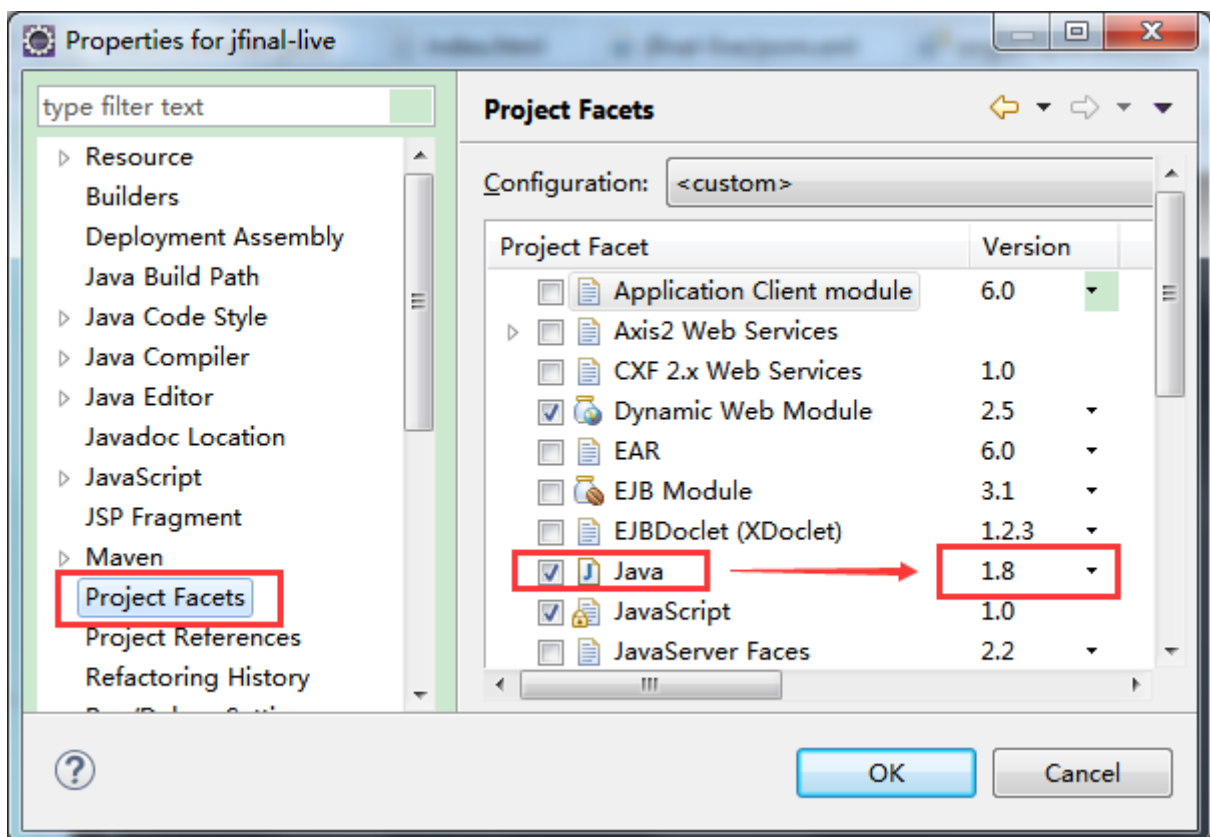 Properties for jfinal-live
type filter text
Resource
Builders
Deployment Assembly
Java Build Path
Java Code Style
Java Compiler
Java Editor
Javadoc Location
JavaScript
JSP Fragment
Maven
Project Facets
Project References
Refactoring History
Project Facets
Configuration: <custom>
Project Facet Version
Application Client module 6.0
Axis2 Web Services
CXF 2.x Web Services 1.0
Dynamic Web Module 2.5
EAR 6.0
EJB Module 3.1
EJBDoclet (XDoclet) 1.2.3
Java 1.8
JavaScript 1.0
JavaServer Faces 2.2
OK Cancel